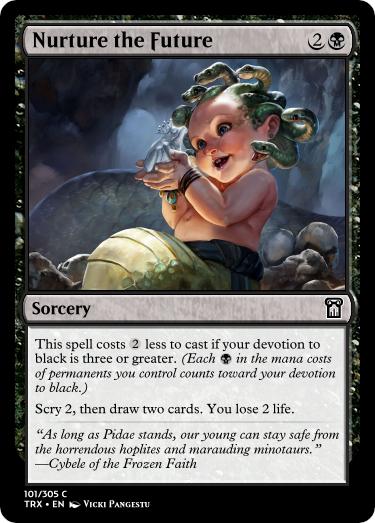 Nurture the Future 2
Sorcery
This spell costs 2 less to cast if your devotion to
black is three or greater. (Each in the mana costs
of permanents you control counts toward your devotion
to black.)
Scry 2, then draw two cards. You lose 2 life.
“As long as Pidae stands, our young can stay safe from
the horrendous hoplites and marauding minotaurs.”
—Cybele of the Frozen Faith
101/305 C
TRX • EN Vicki Pangestu